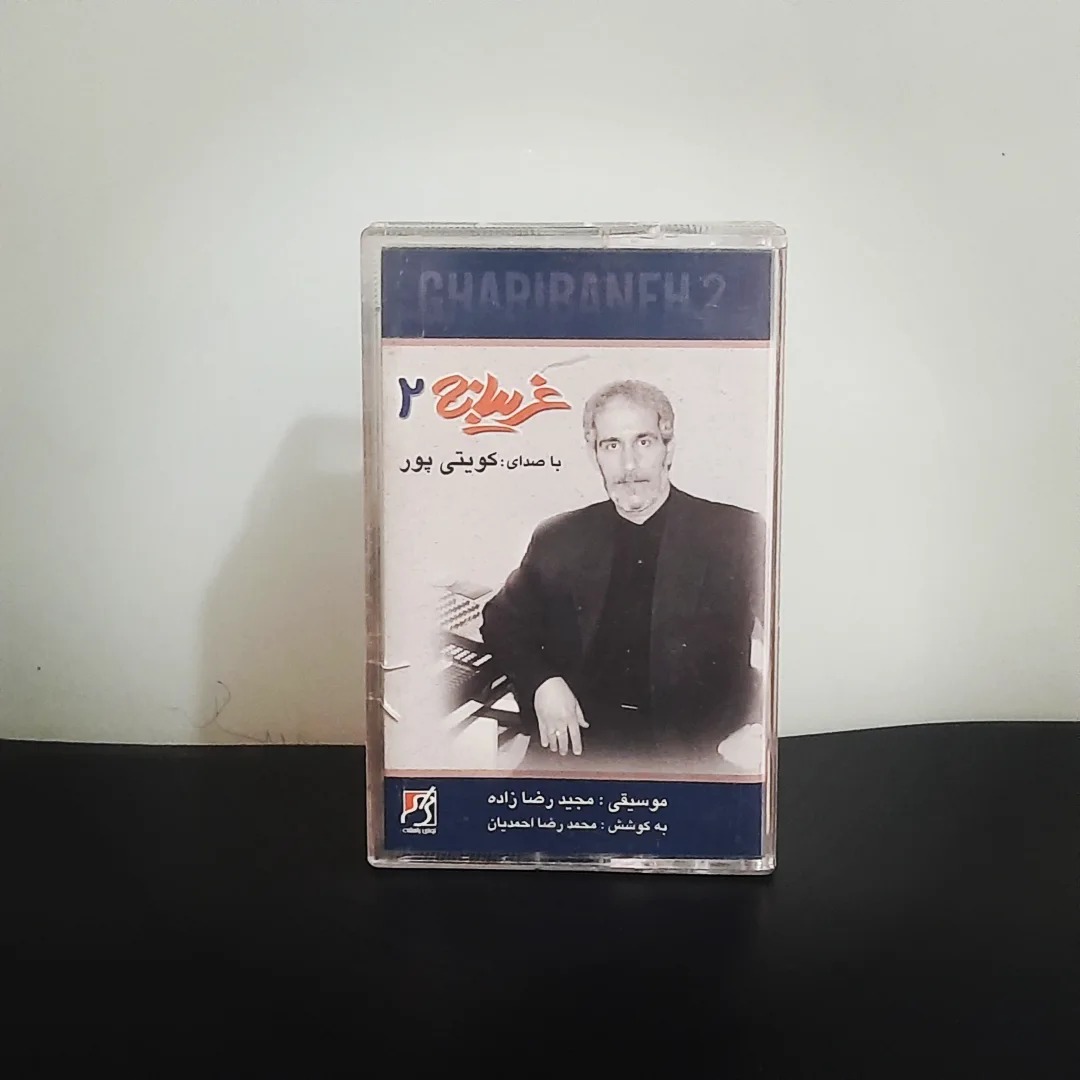 GHARIBANEH 2
غریبانه ۲
با صدای: کویتی پور
موسیقی : مجید رضا زاده
به کوشش : محمد رضا احمدیان